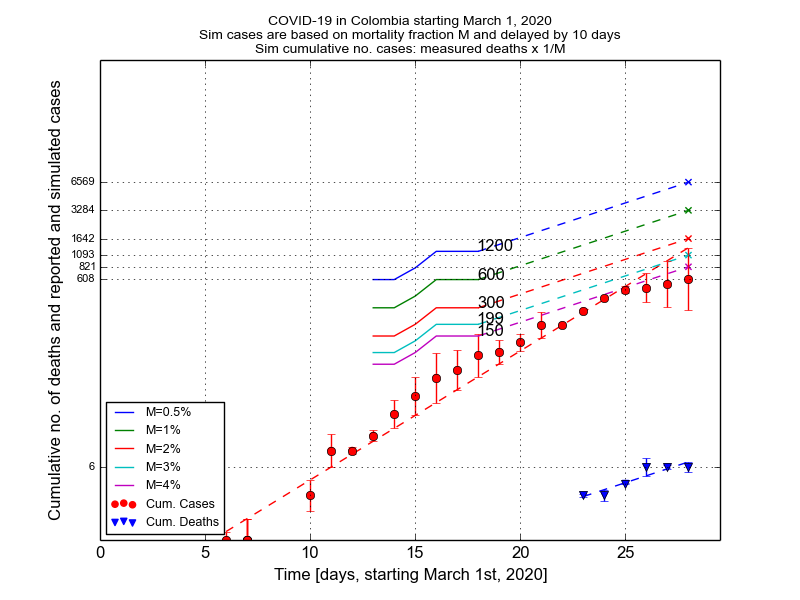 COVID-19 in Colombia starting March 1, 2020
Sim cases are based on mortality fraction M and delayed by 10 days
Sim cumulative no. cases: measured deaths x 1/M
Cumulative no. of deaths and reported and simulated cases
6569
3284
1642
1093
821
608
6
1200
600
300
199
150
M=0.5%
M=1%
M=2%
M=3%
M=4%
Cum. Cases
Cum. Deaths
0 5 10 15 20 25
Time [days, starting March 1st, 2020]